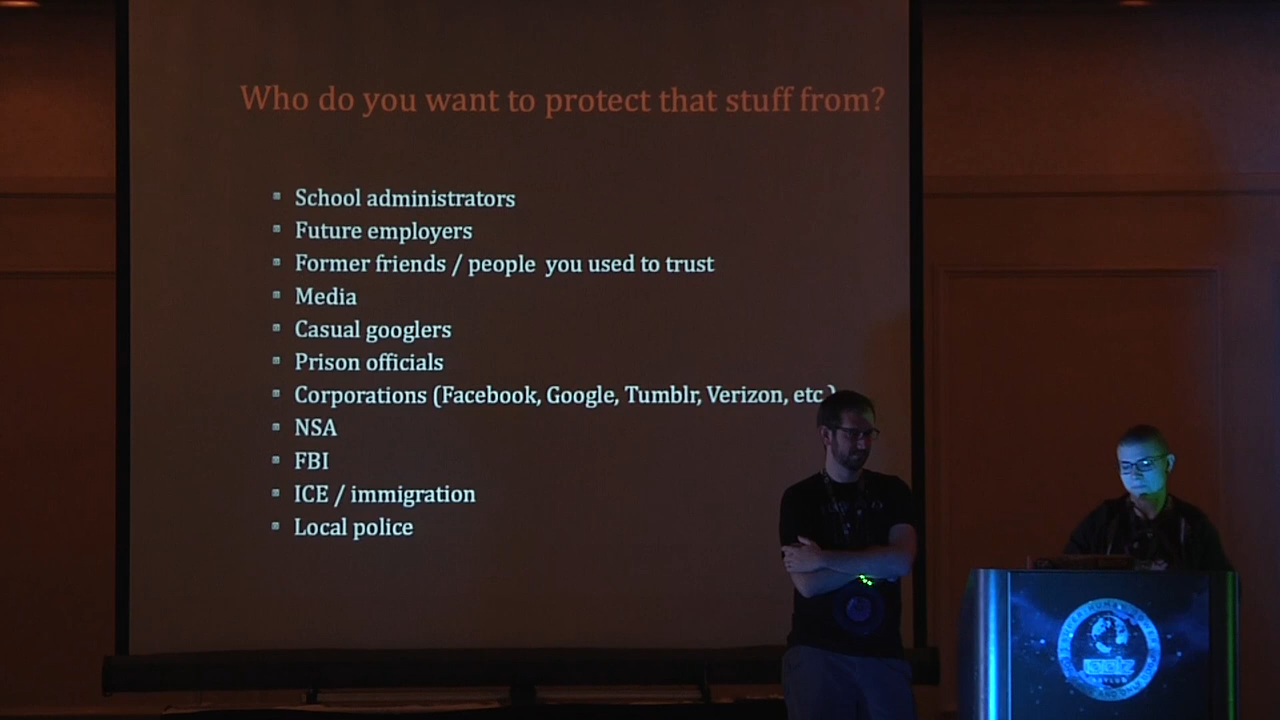 Who do you want to protect that stuff from?
School administrators
Future employers
Former friends / people you used to trust
Media
Casual googlers
Prison officials
Corporations (Facebook, Google, Tumblr, Verizon, etc.)
NSA
FBI
ICE / immigration
Local police